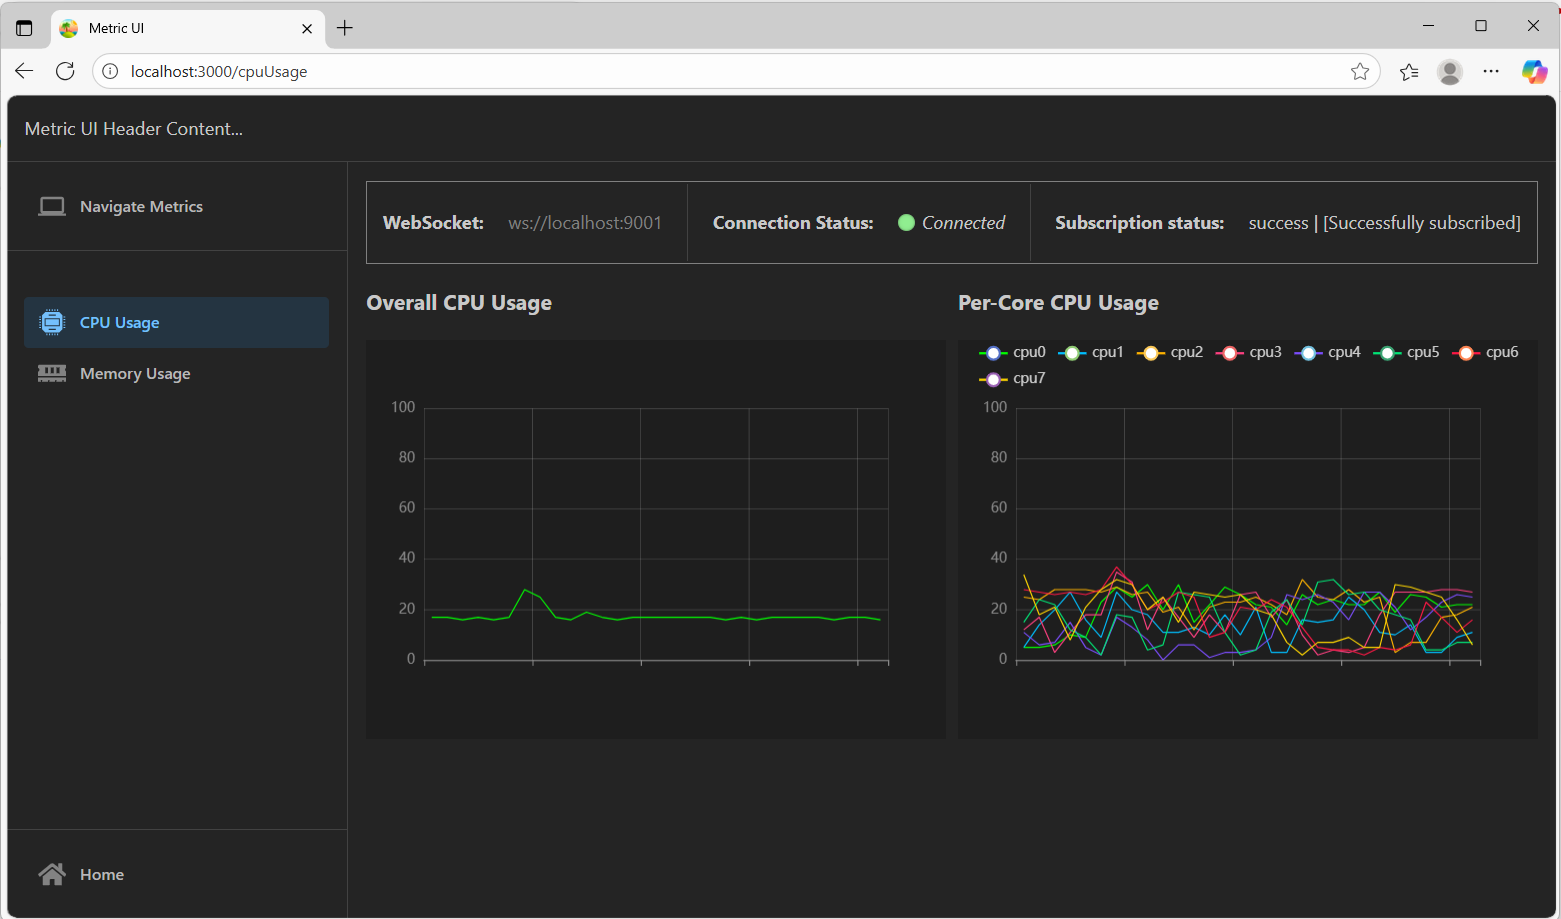 Metric UI
localhost:3000/cpuUsage
Metric UI Header Content...
Navigate Metrics
CPU Usage
Memory Usage
Home
WebSocket: ws://localhost:9001 Connection Status: Connected Subscription status: success | [Successfully subscribed]
Overall CPU Usage
100
80
60
40
20
0
Per-Core CPU Usage
cpu0 cpu1 cpu2 cpu3 cpu4 cpu5 cpu6
cpu7
100
80
60
40
20
0